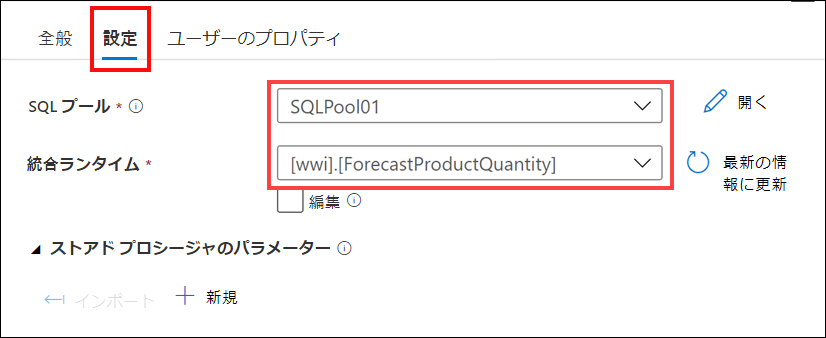 全般 設定 ユーザーのプロパティ
SQL プール * SQLPool01 開く
統合ランタイム * [wwi].[ForecastProductQuantity] 最新の情
報に更新
編集
ストアド プロシージャのパラメーター
インポート 新規